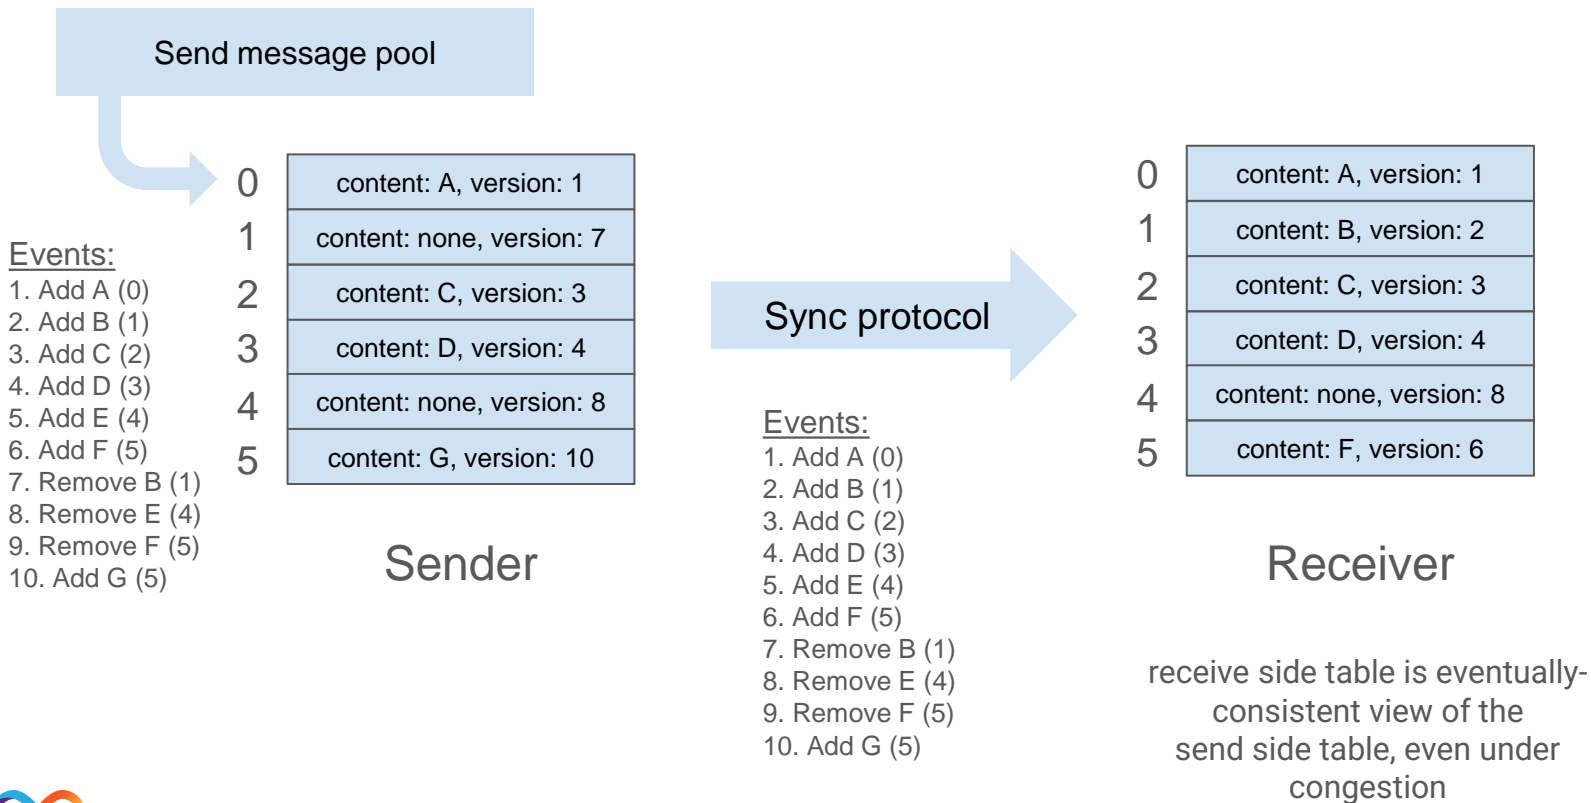 Send message pool
0
content: A, version: 1
1
content: none, version: 7
2
content: C, version: 3
3
content: D, version: 4
4
content: none, version: 8
5
content: G, version: 10
Events:
1. Add A (0)
2. Add B (1)
3. Add C (2)
4. Add D (3)
5. Add E (4)
6. Add F (5)
7. Remove B (1)
8. Remove E (4)
9. Remove F (5)
10. Add G (5)
Sender
Sync protocol
Events:
1. Add A (0)
2. Add B (1)
3. Add C (2)
4. Add D (3)
5. Add E (4)
6. Add F (5)
7. Remove B (1)
8. Remove E (4)
9. Remove F (5)
10. Add G (5)
0
content: A, version: 1
1
content: B, version: 2
2
content: C, version: 3
3
content: D, version: 4
4
content: none, version: 8
5
content: F, version: 6
Receiver
receive side table is eventually-
consistent view of the
send side table, even under
congestion